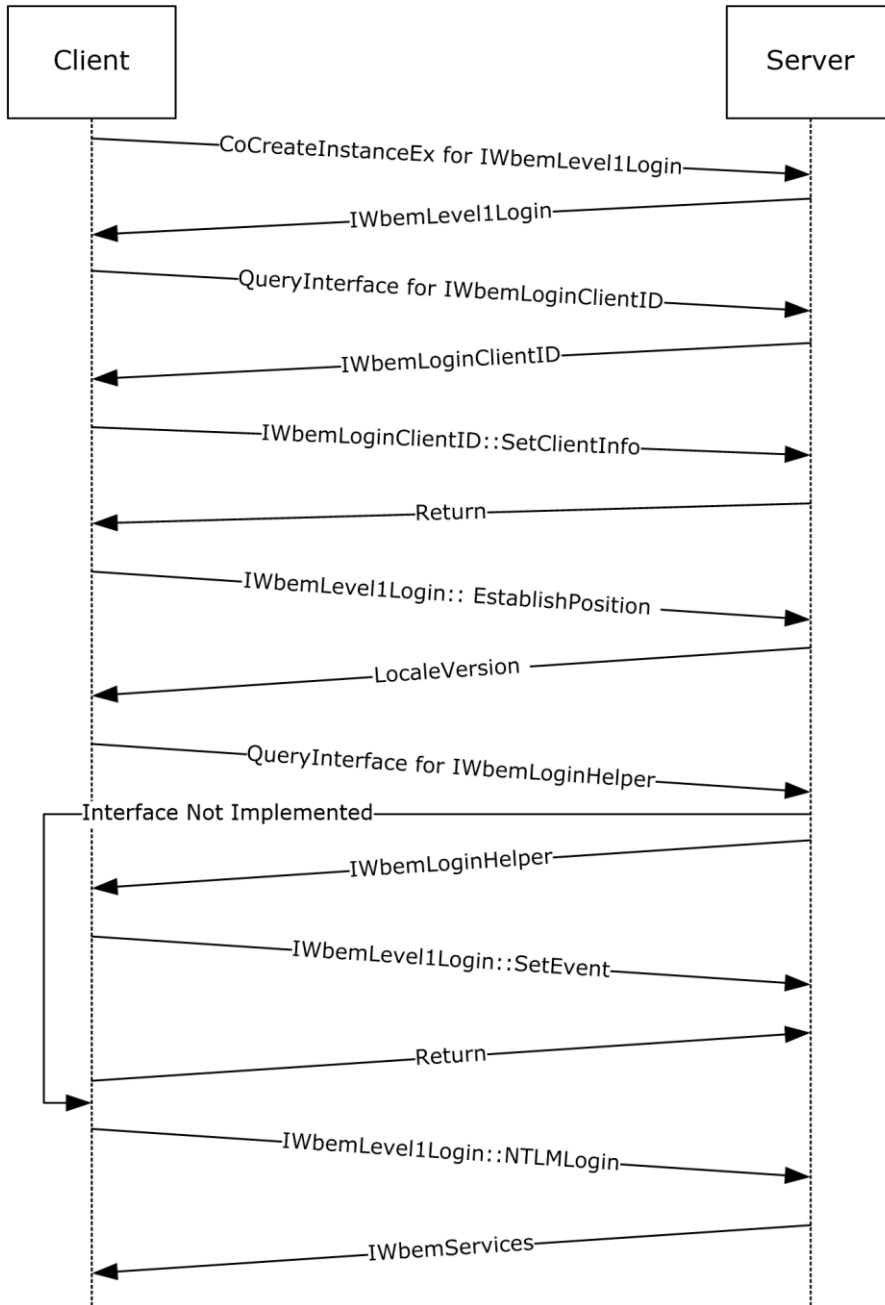 Client
Server
CoCreateInstanceEx for IWbemLevel1Login
IWbemLevel1Login
QueryInterface for IWbemLoginClientID
IWbemLoginClientID
IWbemLoginClientID::SetClientInfo
Return
IWbemLevel1Login:: EstablishPosition
LocaleVersion
QueryInterface for IWbemLoginHelper
Interface Not Implemented
IWbemLoginHelper
IWbemLevel1Login::SetEvent
Return
IWbemLevel1Login::NTLMLogin
IWbemServices